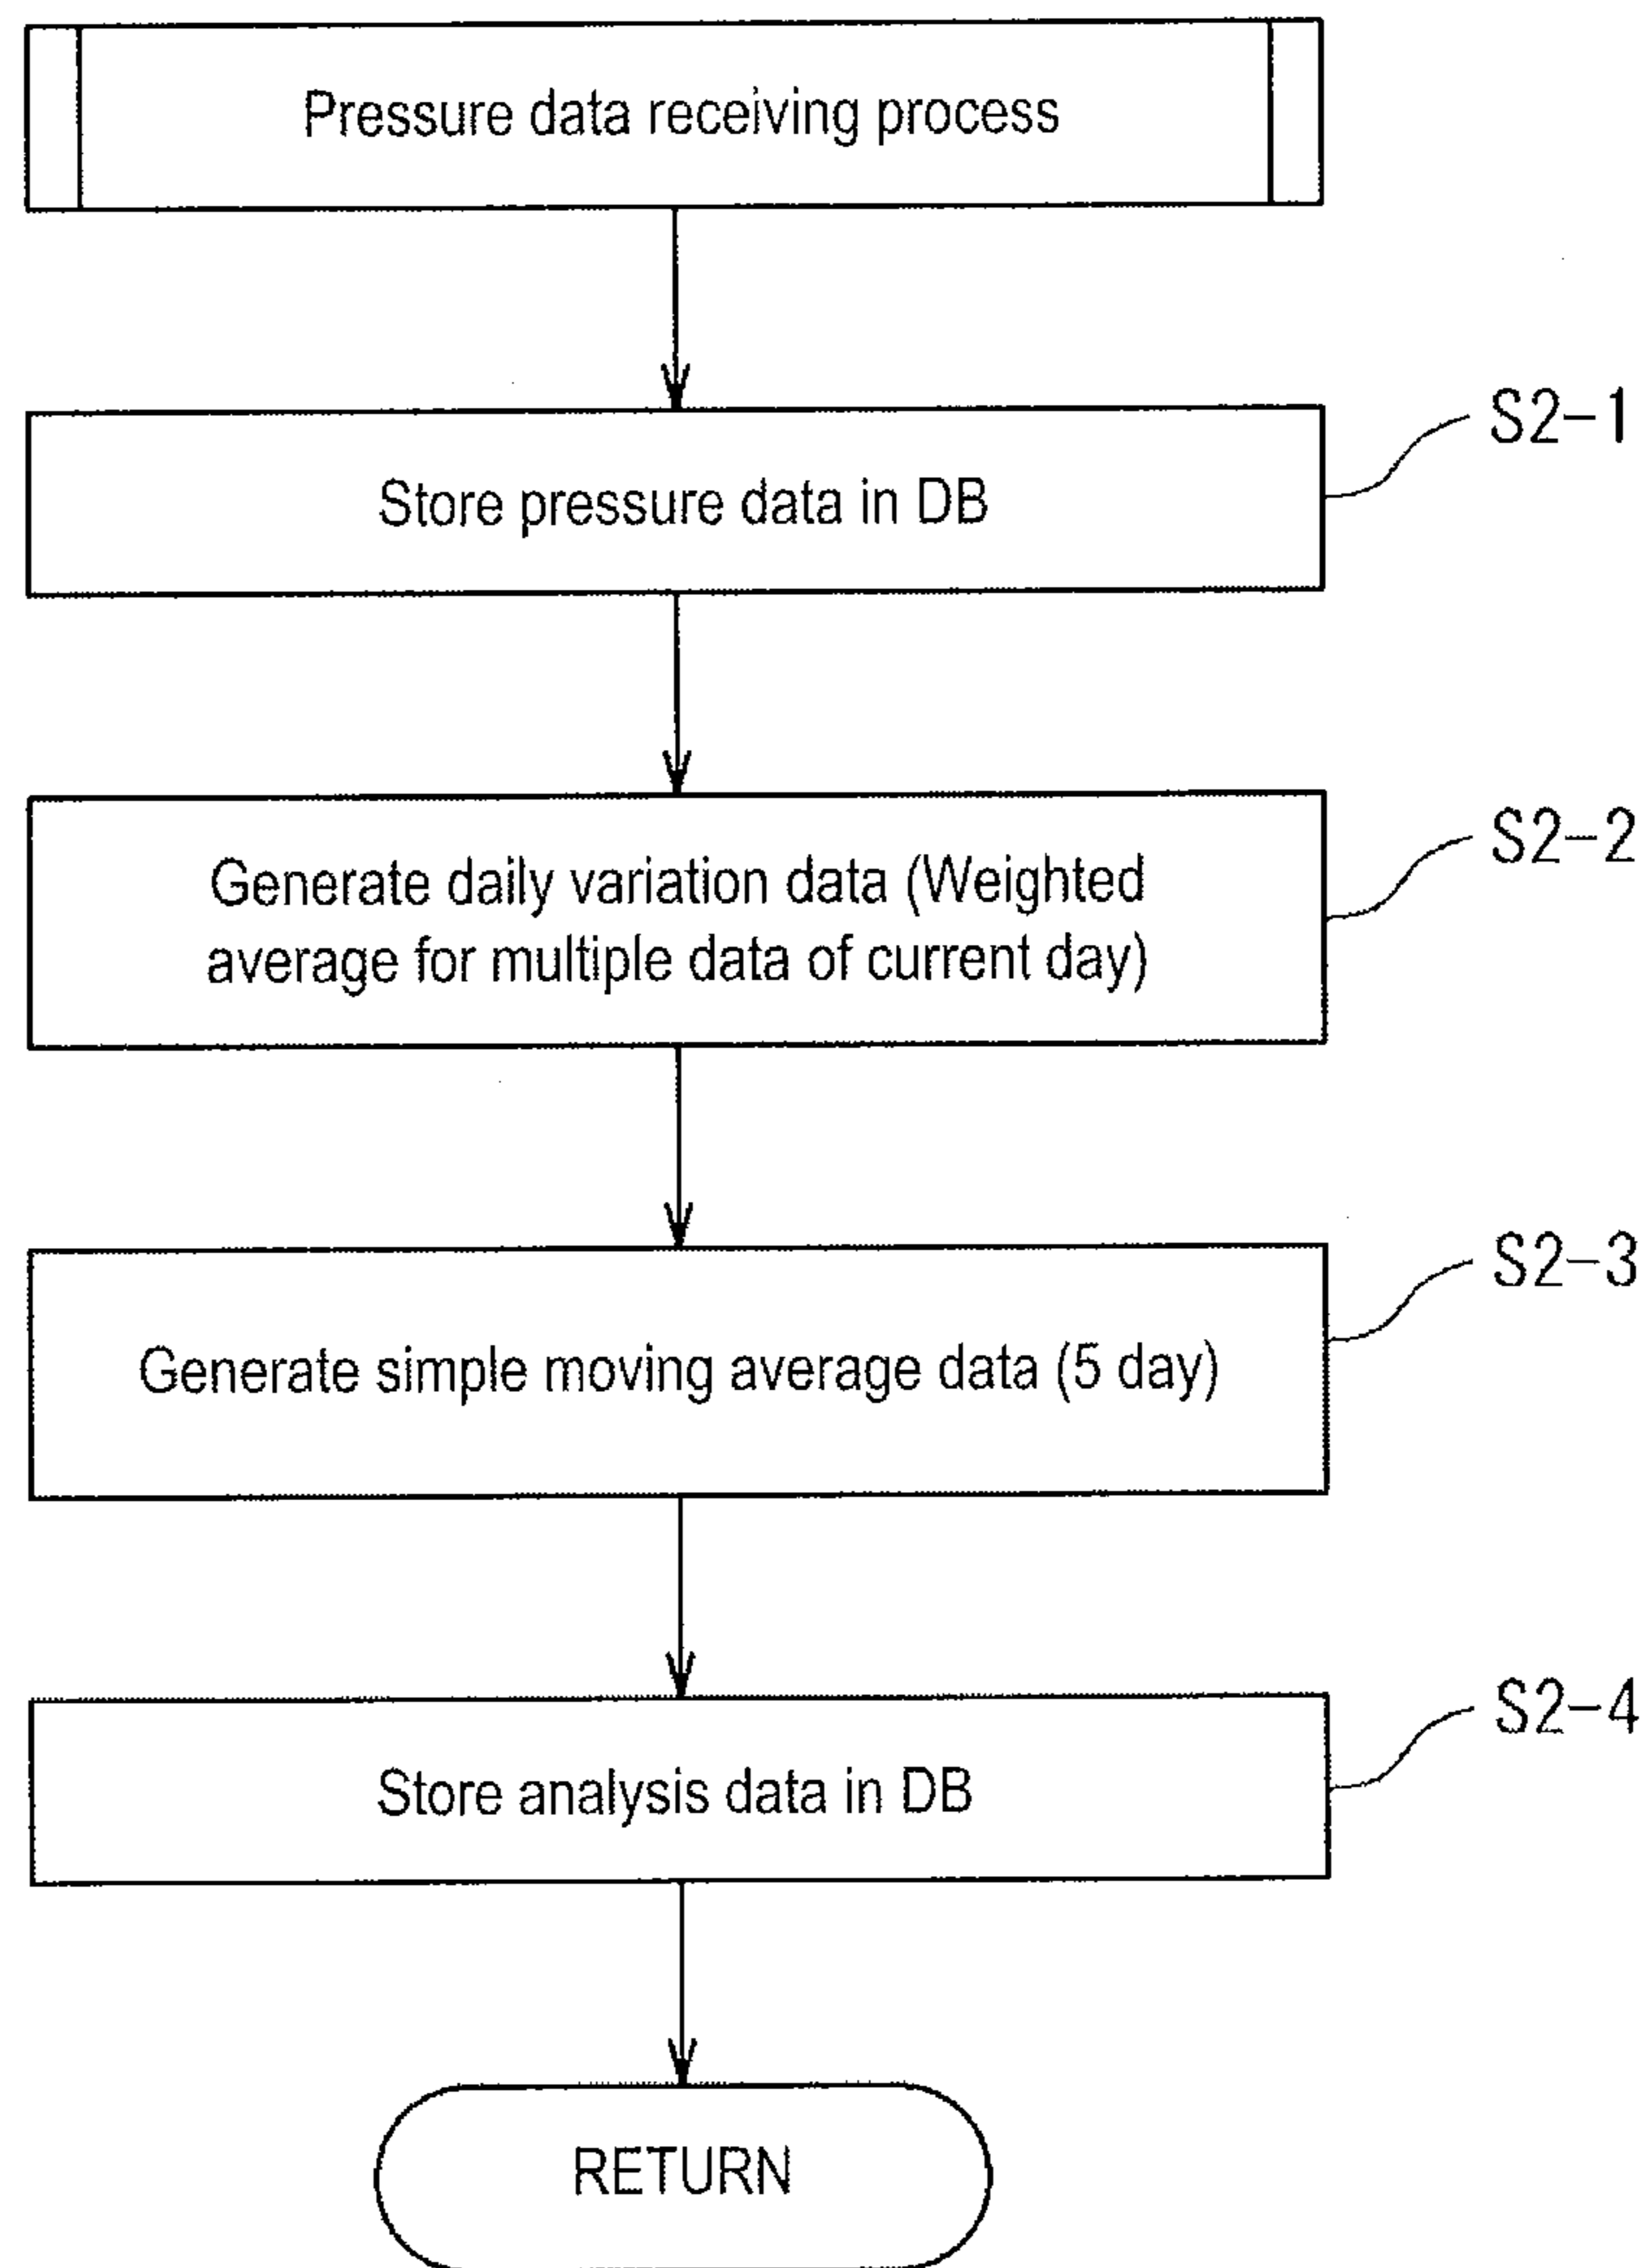 Pressure data receiving process
S2-1
Store pressure data in DB
S2-2
Generate daily variation data (Weighted
average for multiple data of current day)
S2-3
Generate simple moving average data (5 day)
S2-4
Store analysis data in DB
RETURN